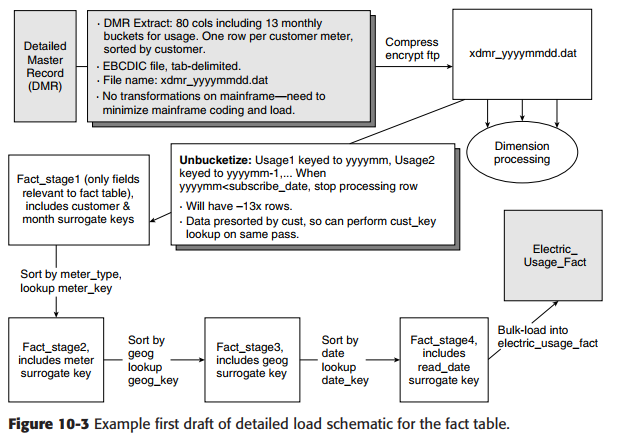 Detailed
Master
Record
(DMR)
· DMR Extract: 80 cols including 13 monthly
buckets for usage. One row per customer meter,
sorted by customer.
· EBCDIC file, tab-delimited.
· File name: xdmr_yyyymmdd.dat
· No transformations on mainframe—need to
minimize mainframe coding and load.
Compress
encrypt ftp
xdmr_yyyymmdd.dat
Dimension
processing
Unbucketize: Usage1 keyed to yyyymm, Usage2
keyed to yyyymm-1,... When
yyyymm<subscribe_date, stop processing row
· Will have –13x rows.
· Data presorted by cust, so can perform cust_key
lookup on same pass.
Fact_stage1 (only fields
relevant to fact table),
includes customer &
month surrogate keys
Sort by meter_type,
lookup meter_key
Fact_stage2,
includes meter
surrogate key
Sort by
geog
lookup
geog_key
Fact_stage3,
includes geog
surrogate key
Sort by
date
lookup
date_key
Fact_stage4,
includes
read_date
surrogate key
Bulk-load into
electric_usage_fact
Electric_
Usage_Fact
Figure 10-3 Example first draft of detailed load schematic for the fact table.